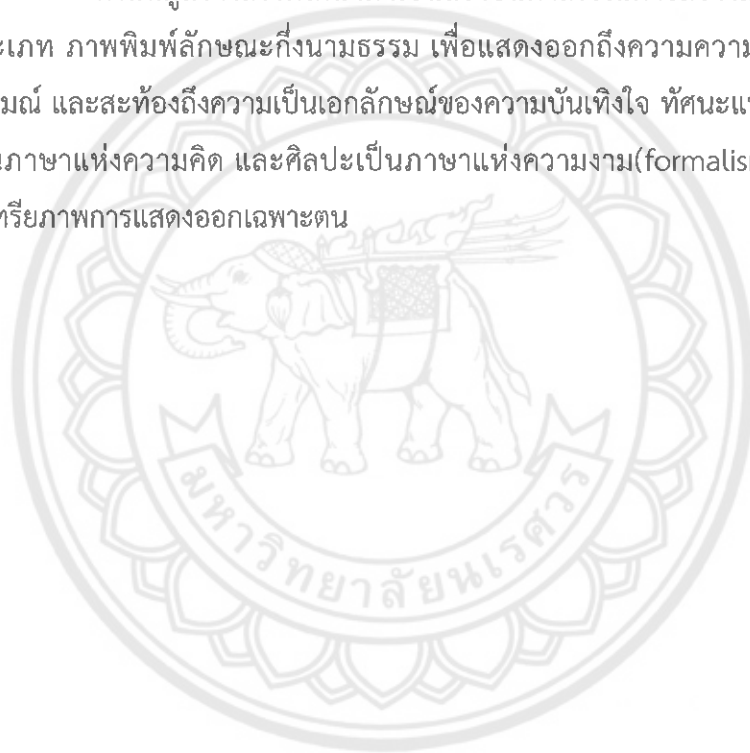 ะเภท ภาพพิมพ์ลักษณะกึ่งนามธรรม เพื่อแสดงออกถึงความความ
มณ์ และสะท้องถึงความเป็นเอกลักษณ์ของความบันเทิงใจ ทัศนะแ
นภาษาแห่งความคิด และศิลปะเป็นภาษาแห่งความงาม(formalis
ทรียภาพการแสดงออกเฉพาะตน
มหาวิทยาลัยนเรศวร